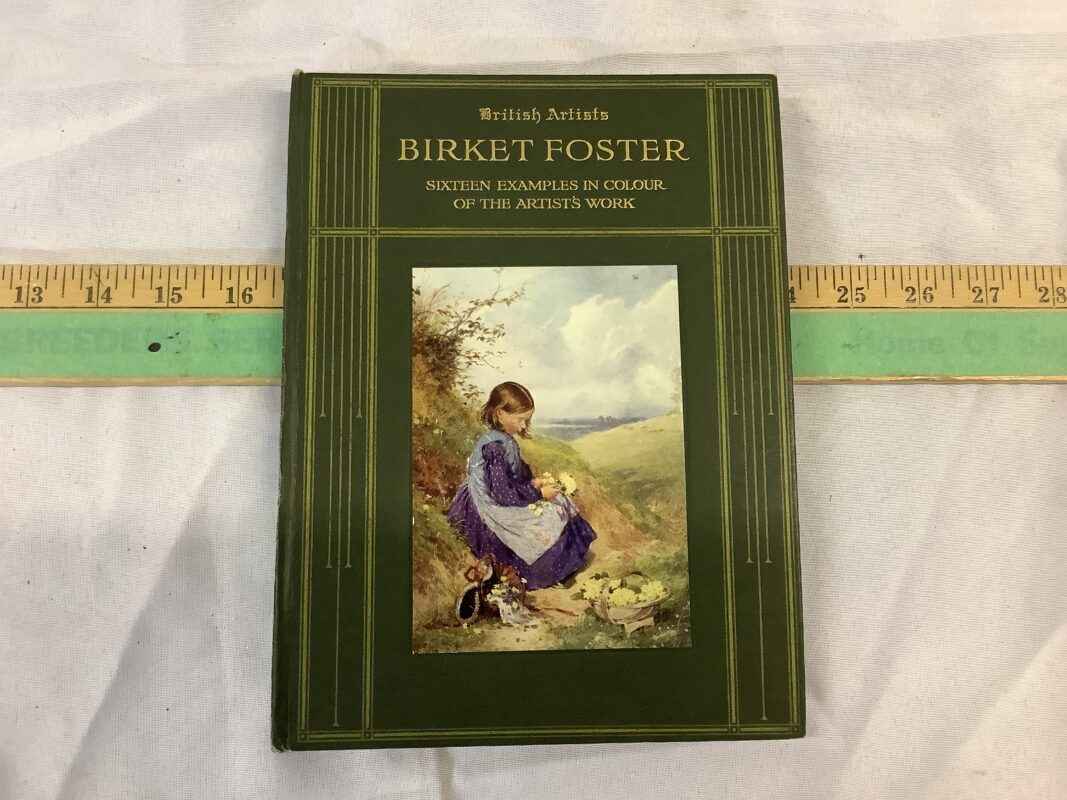 British Artists
BIRKET FOSTER
SIXTEEN EXAMPLES IN COLOUR
OF THE ARTIST'S WORK
13 14 15 16 25 26 27 28